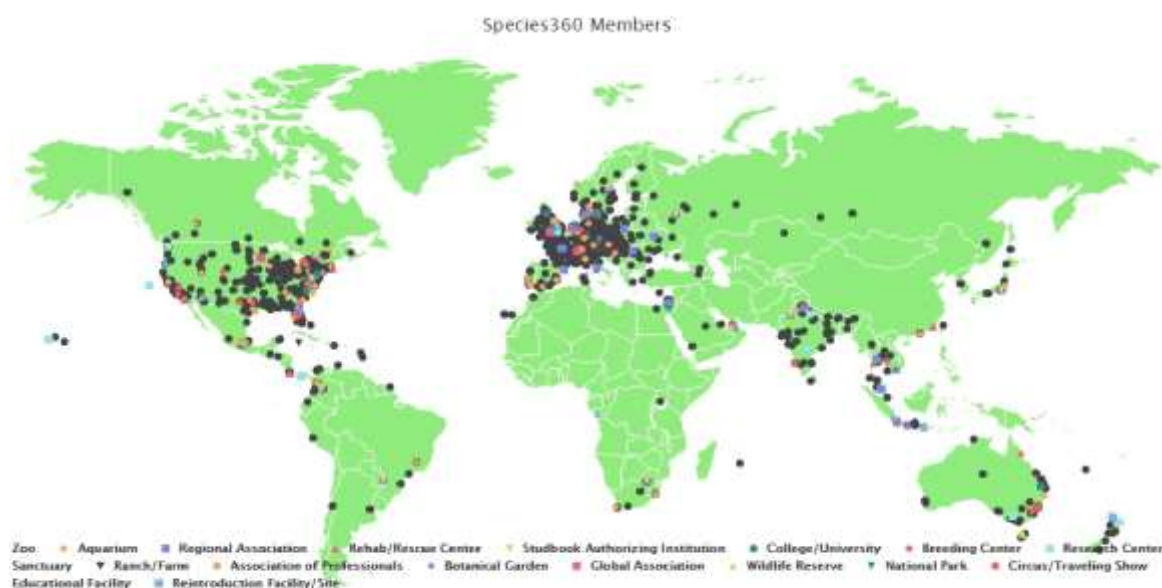 Species360 Members
Zoo Aquarium Regional Association Rehab/Rescue Center Studbook Authorizing Institution College/University Breeding Center Research Center
Sanctuary Ranch/Farm Association of Professionals Botanical Garden Global Association Wildlife Reserve National Park Circus/Traveling Show
Educational Facility Reintroduction Facility/Site